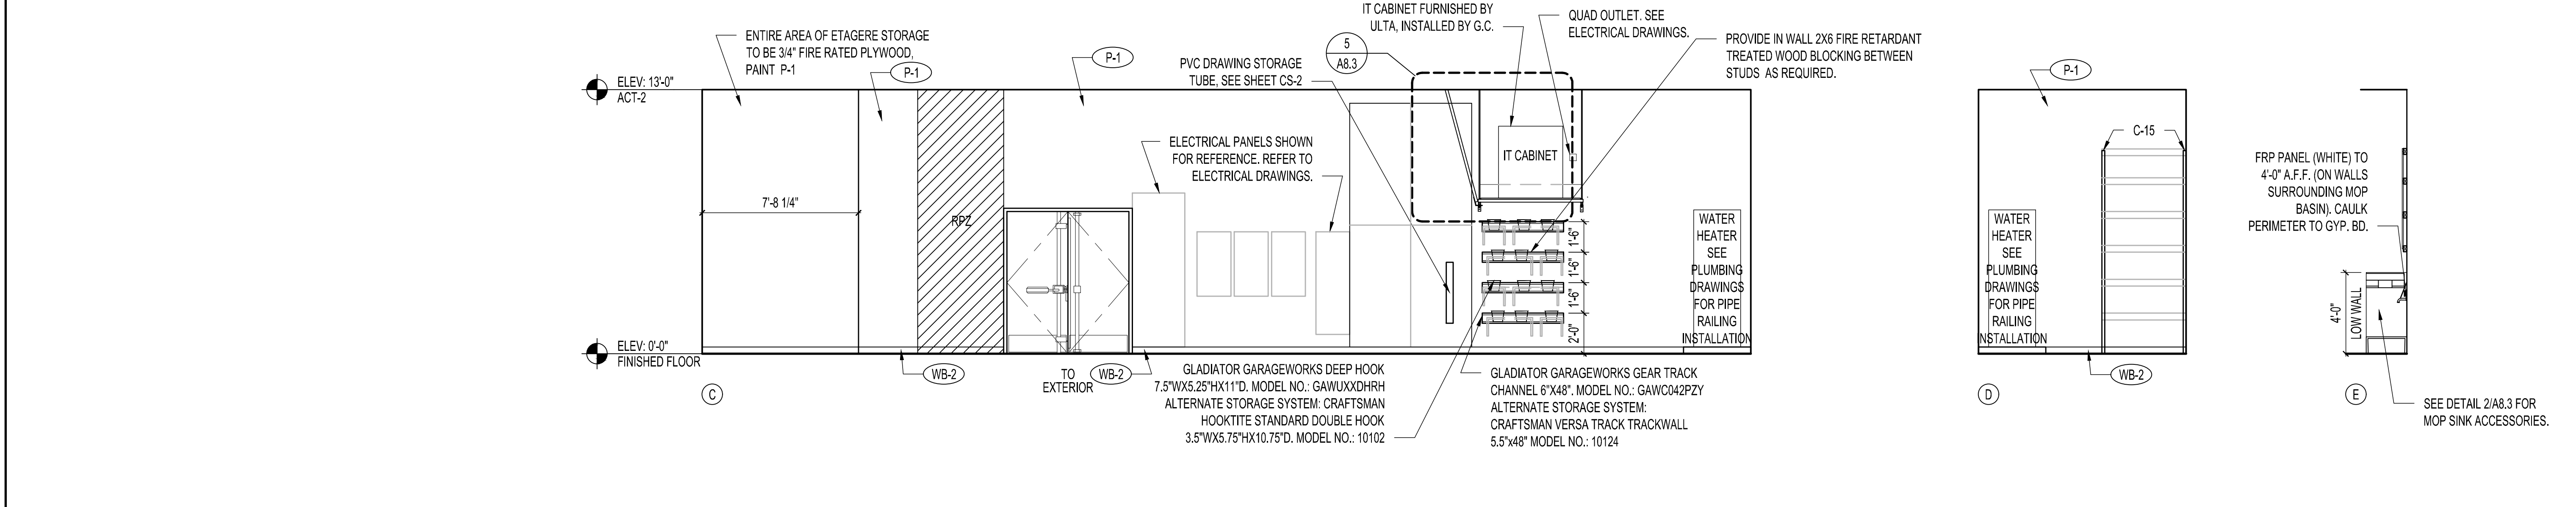 ENTIRE AREA OF ETAGERE STORAGE
TO BE 3/4" FIRE RATED PLYWOOD,
PAINT P-1
P-1
P-1
ELEV: 13'-0"
ACT-2
7'-8 1/4"
RPZ
ELECTRICAL PANELS SHOWN
FOR REFERENCE. REFER TO
ELECTRICAL DRAWINGS.
PVC DRAWING STORAGE
TUBE, SEE SHEET CS-2
5
A8.3
IT CABINET FURNISHED BY
ULTA, INSTALLED BY G.C.
QUAD OUTLET. SEE
ELECTRICAL DRAWINGS.
PROVIDE IN WALL 2X6 FIRE RETARDANT
TREATED WOOD BLOCKING BETWEEN
STUDS AS REQUIRED.
IT CABINET
1'-6"
1'-6"
1'-6"
2'-0"
WATER
HEATER
SEE
PLUMBING
DRAWINGS
FOR PIPE
RAILING
INSTALLATION
ELEV: 0'-0"
FINISHED FLOOR
WB-2
TO
EXTERIOR
WB-2
GLADIATOR GARAGEWORKS DEEP HOOK
7.5"WX5.25"HX11"D. MODEL NO.: GAWUXXDHRH
ALTERNATE STORAGE SYSTEM: CRAFTSMAN
HOOKTITE STANDARD DOUBLE HOOK
3.5"WX5.75"HX10.75"D. MODEL NO.: 10102
GLADIATOR GARAGEWORKS GEAR TRACK
CHANNEL 6"X48". MODEL NO.: GAWC042PZY
ALTERNATE STORAGE SYSTEM:
CRAFTSMAN VERSA TRACK TRACKWALL
5.5"x48" MODEL NO.: 10124
C
P-1
C-15
WATER
HEATER
SEE
PLUMBING
DRAWINGS
FOR PIPE
RAILING
INSTALLATION
WB-2
D
FRP PANEL (WHITE) TO
4'-0" A.F.F. (ON WALLS
SURROUNDING MOP
BASIN). CAULK
PERIMETER TO GYP. BD.
4'-0"
LOW WALL
E
SEE DETAIL 2/A8.3 FOR
MOP SINK ACCESSORIES.